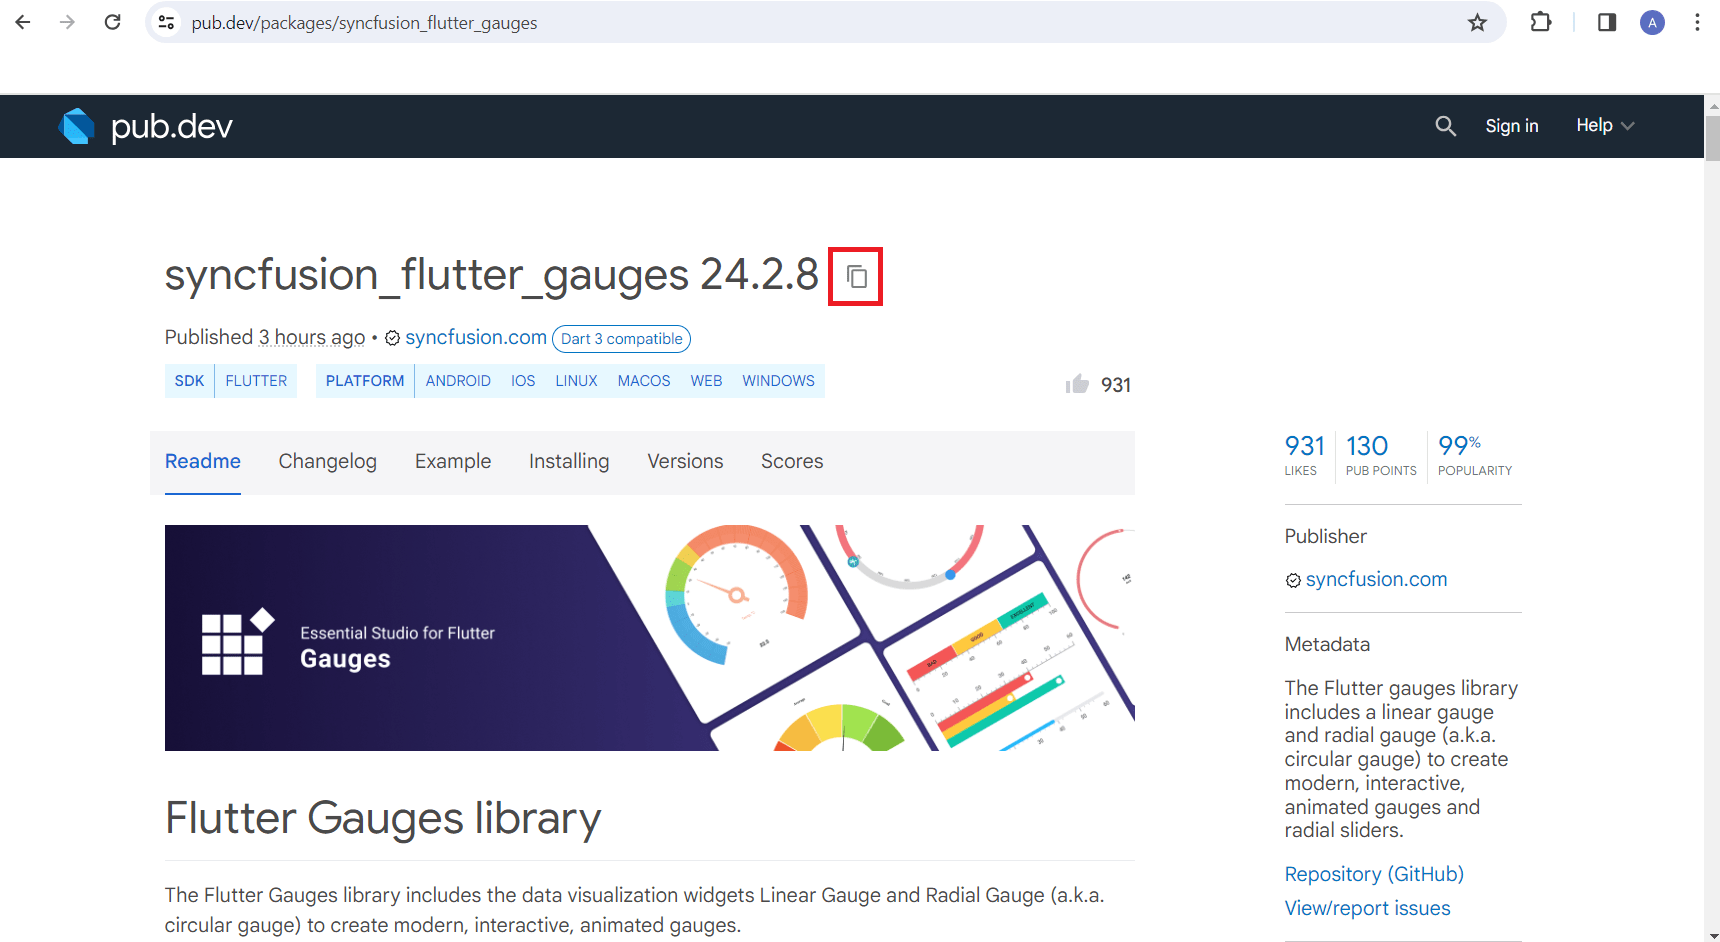 pub.dev/packages/syncfusion_flutter_gauges
A
pub.dev
Sign in
Help
syncfusion_flutter_gauges 24.2.8
Published 3 hours ago • syncfusion.com Dart 3 compatible
SDK FLUTTER PLATFORM ANDROID IOS LINUX MACOS WEB WINDOWS
931
Readme Changelog Example Installing Versions Scores
931 LIKES
130 PUB POINTS
99% POPULARITY
Essential Studio for Flutter
Gauges
BAD GOOD EXCELLENT
Publisher
syncfusion.com
Metadata
The Flutter gauges library
includes a linear gauge
and radial gauge (a.k.a.
circular gauge) to create
modern, interactive,
animated gauges and
radial sliders.
Repository (GitHub)
View/report issues
Flutter Gauges library
The Flutter Gauges library includes the data visualization widgets Linear Gauge and Radial Gauge (a.k.a.
circular gauge) to create modern, interactive, animated gauges.